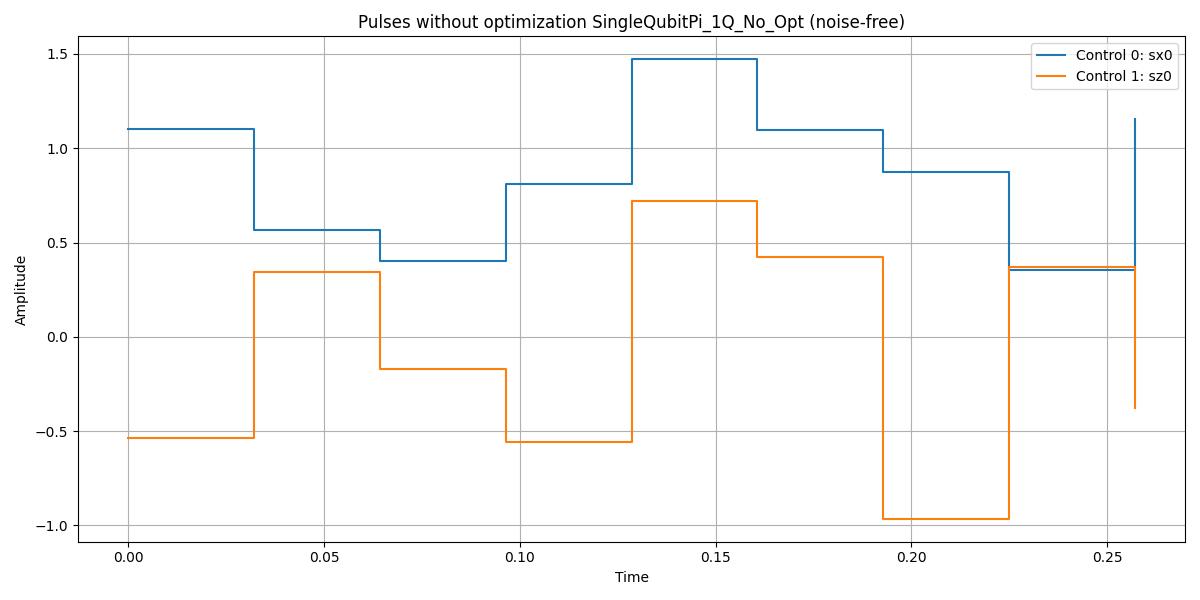 Pulses without optimization SingleQubitPi_1Q_No_Opt (noise-free)
Control 0: sx0
Control 1: sz0
1.5
1.0
0.5
0.0
−0.5
−1.0
Amplitude
0.00
0.05
0.10
0.15
0.20
0.25
Time